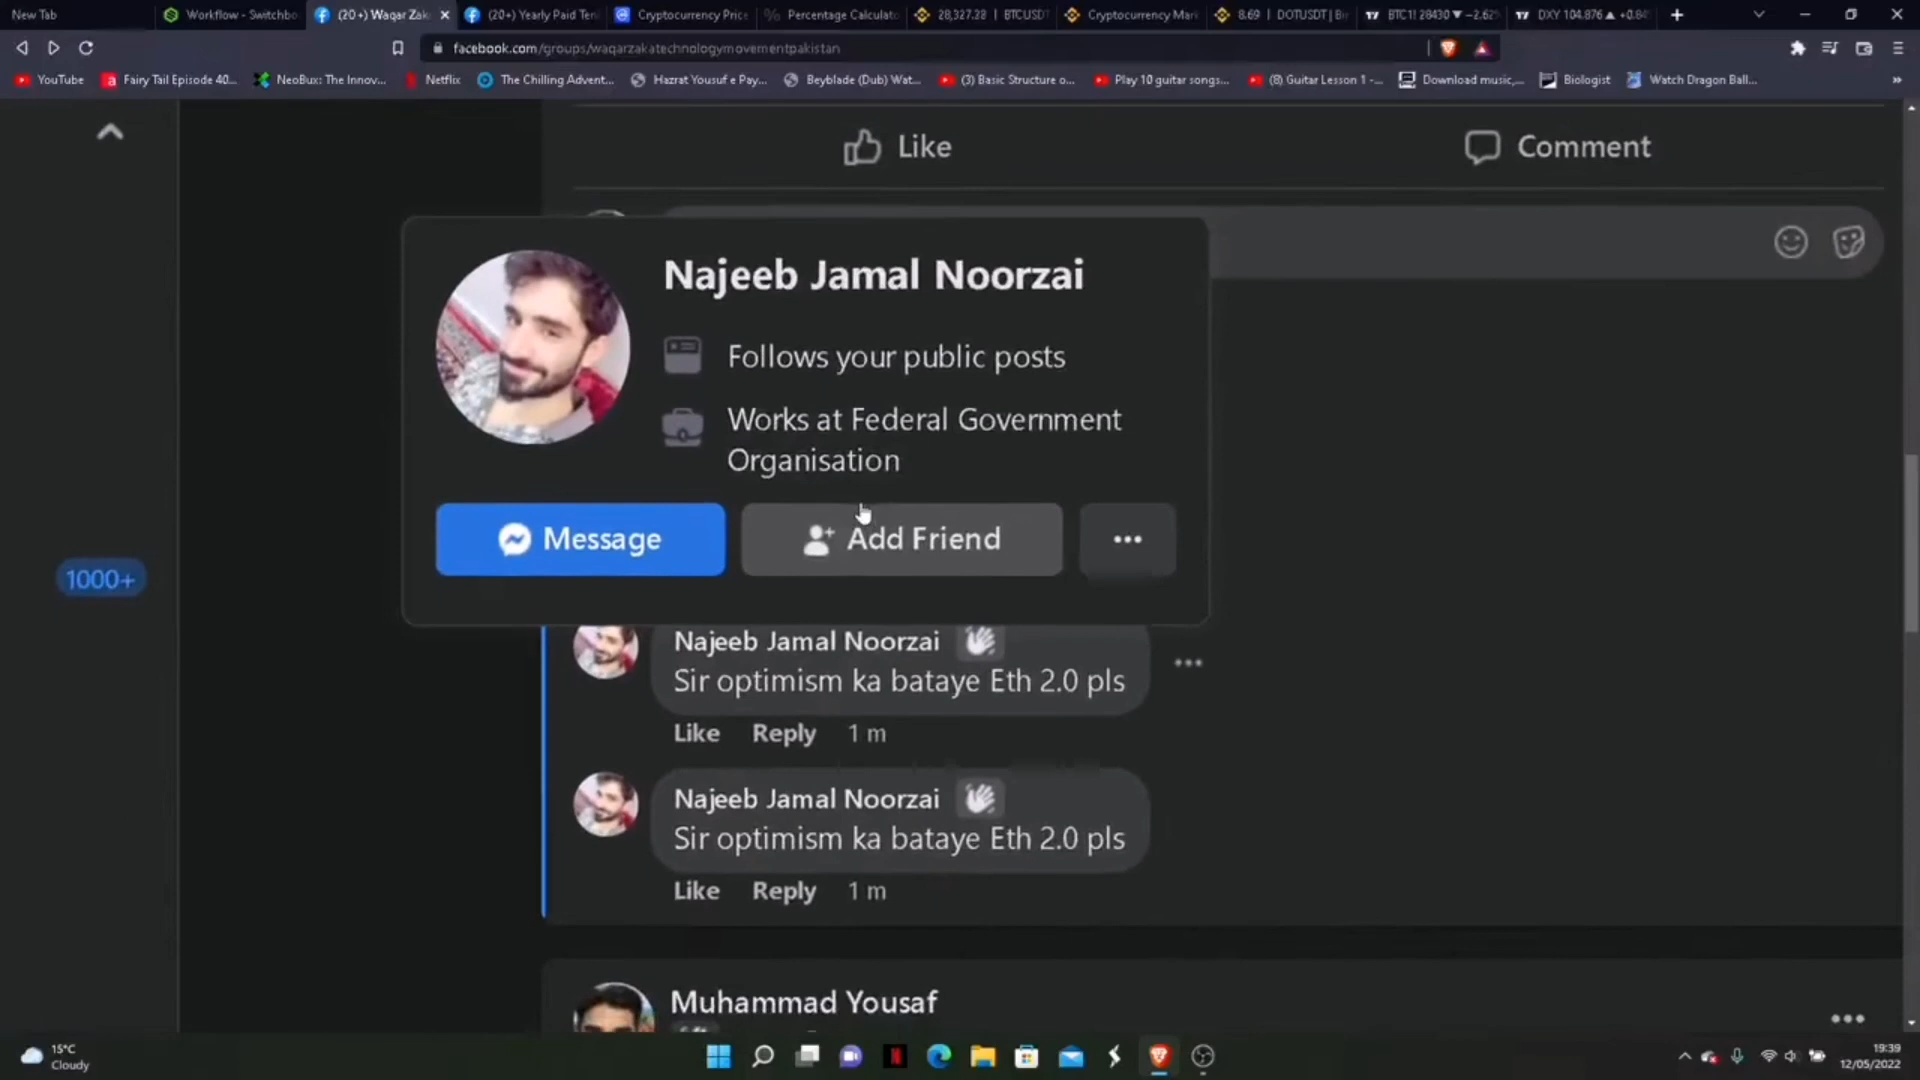 New Tab
Workflow - Switchbo
(20+) Waqar Zak
(20+) Yearly Paid Ten
Cryptocurrency Price
Percentage Calculato
28,327.38 | BTCUSDT
Cryptocurrency Mark
8.69 | DOTUSDT | Bi
BTC1! 28430 ▼ −2.62%
DXY 104.876 ▲ +0.84%
facebook.com/groups/waqarzakatechnologymovementpakistan
YouTube
Fairy Tail Episode 40...
NeoBux: The Innov...
Netflix
The Chilling Advent...
Hazrat Yousuf e Pay...
Beyblade (Dub) Wat...
(3) Basic Structure o...
Play 10 guitar songs...
(8) Guitar Lesson 1 -...
Download music,...
Biologist
Watch Dragon Ball...
Like
Comment
Najeeb Jamal Noorzai
Follows your public posts
Works at Federal Government
Organisation
Message
Add Friend
1000+
Najeeb Jamal Noorzai
Sir optimism ka bataye Eth 2.0 pls
Like Reply 1 m
Najeeb Jamal Noorzai
Sir optimism ka bataye Eth 2.0 pls
Like Reply 1 m
Muhammad Yousaf
15°C
Cloudy
19:39
12/05/2022